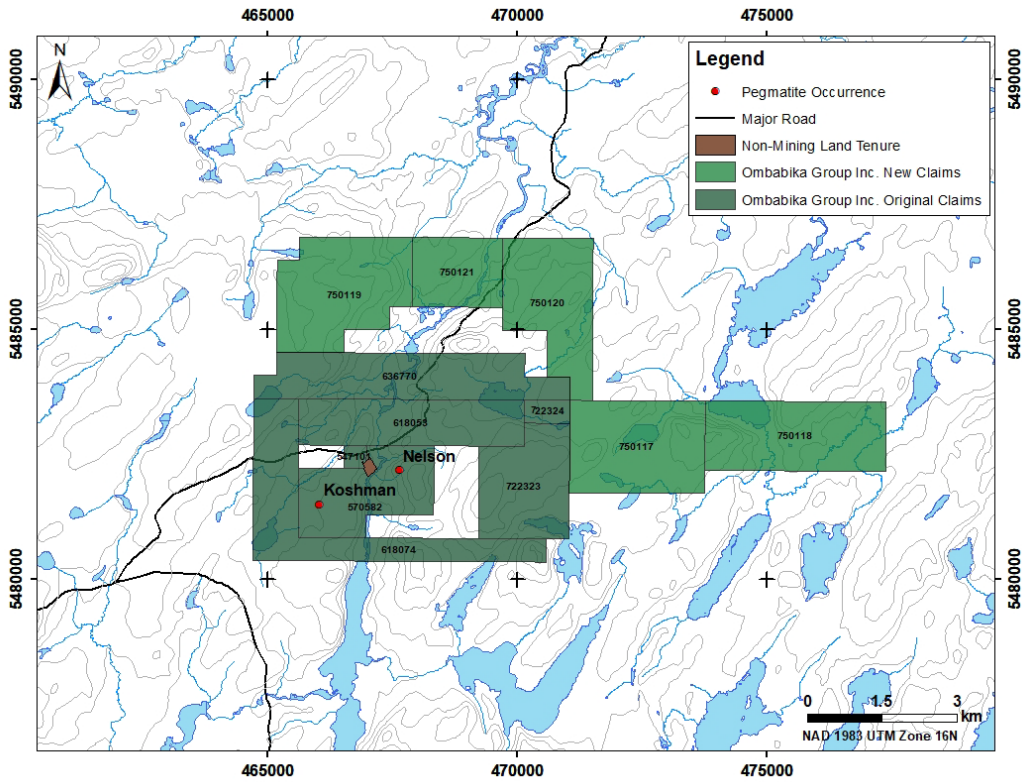 465000 470000 475000
N
5490000 5490000
Legend
Pegmatite Occurrence
Major Road
Non-Mining Land Tenure
Ombabika Group Inc. New Claims
Ombabika Group Inc. Original Claims
750121
750119
750120
5485000 5485000
636770
722324
618053
750118
750117
547101
Nelson
722323
Koshman
570582
618074
5480000 5480000
0 1.5 3
km
NAD 1983 UTM Zone 16N
465000 470000 475000